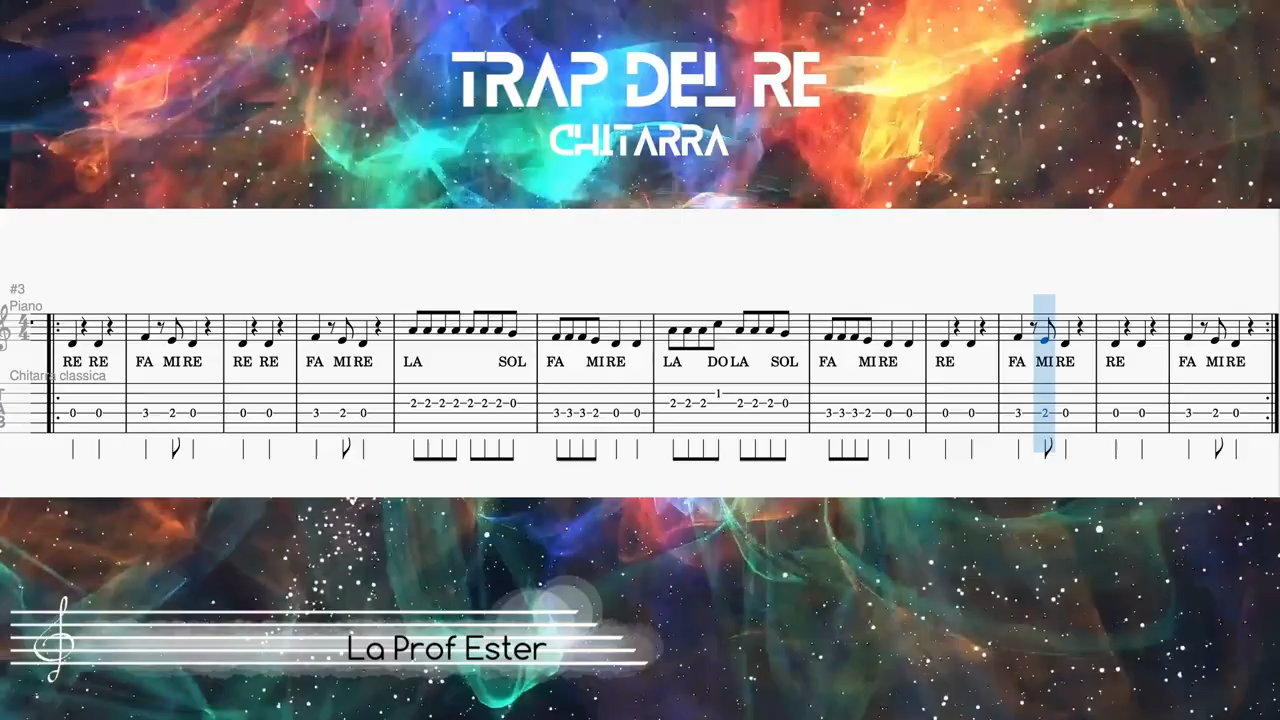 TRAP DEL RE
CHITARRA
#3
Piano
4
4
RE RE FA MI RE RE RE FA MI RE LA SOL FA MI RE LA DO LA SOL FA MI RE RE FA MI RE RE FA MI RE
Chitarra classica
0 0 3 2 0 0 0 3 2 0 2 2 2 2 2 2 2 0 3 3 3 2 0 0 2 2 2 1 2 2 2 0 3 3 3 2 0 0 0 0 3 2 0 0 0 3 2 0
La Prof Ester